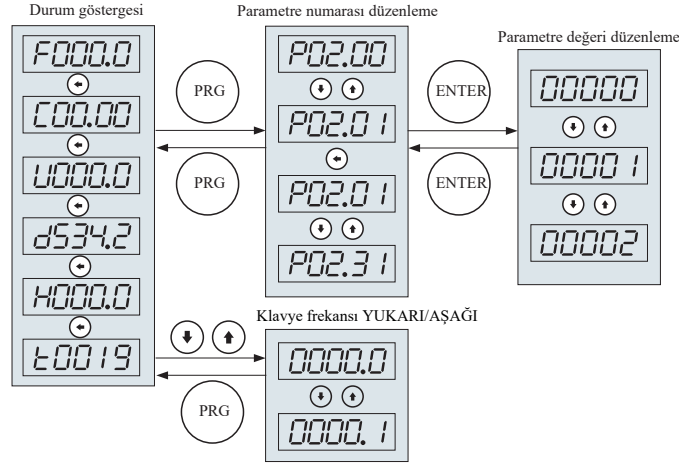 Durum göstergesi
F000.0
C00.00
U000.0
d534.2
H000.0
t0019
PRG
PRG
Parametre numarası düzenleme
P02.00
P02.01
P02.01
P02.31
ENTER
ENTER
Parametre değeri düzenleme
00000
00001
00002
Klavye frekansı YUKARI/AŞAĞI
PRG
0000.0
0000.1